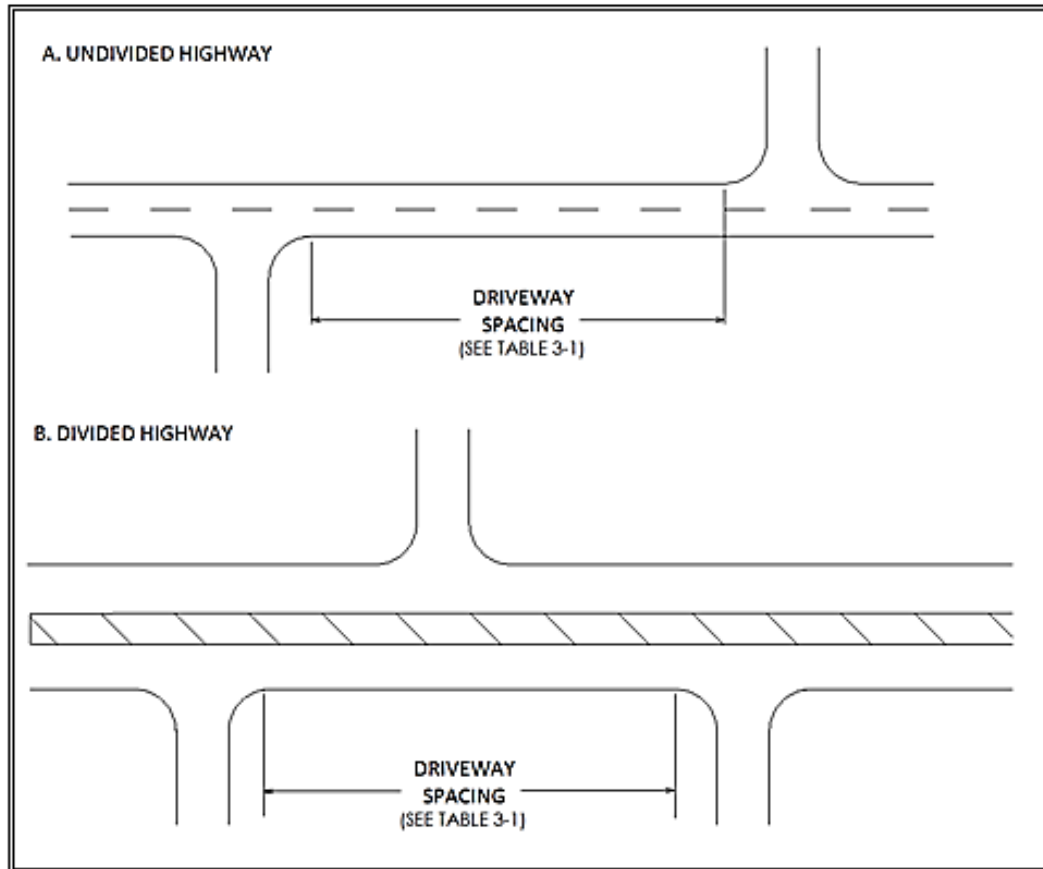 A. UNDIVIDED HIGHWAY
DRIVEWAY
SPACING
(SEE TABLE 3-1)
B. DIVIDED HIGHWAY
DRIVEWAY
SPACING
(SEE TABLE 3-1)